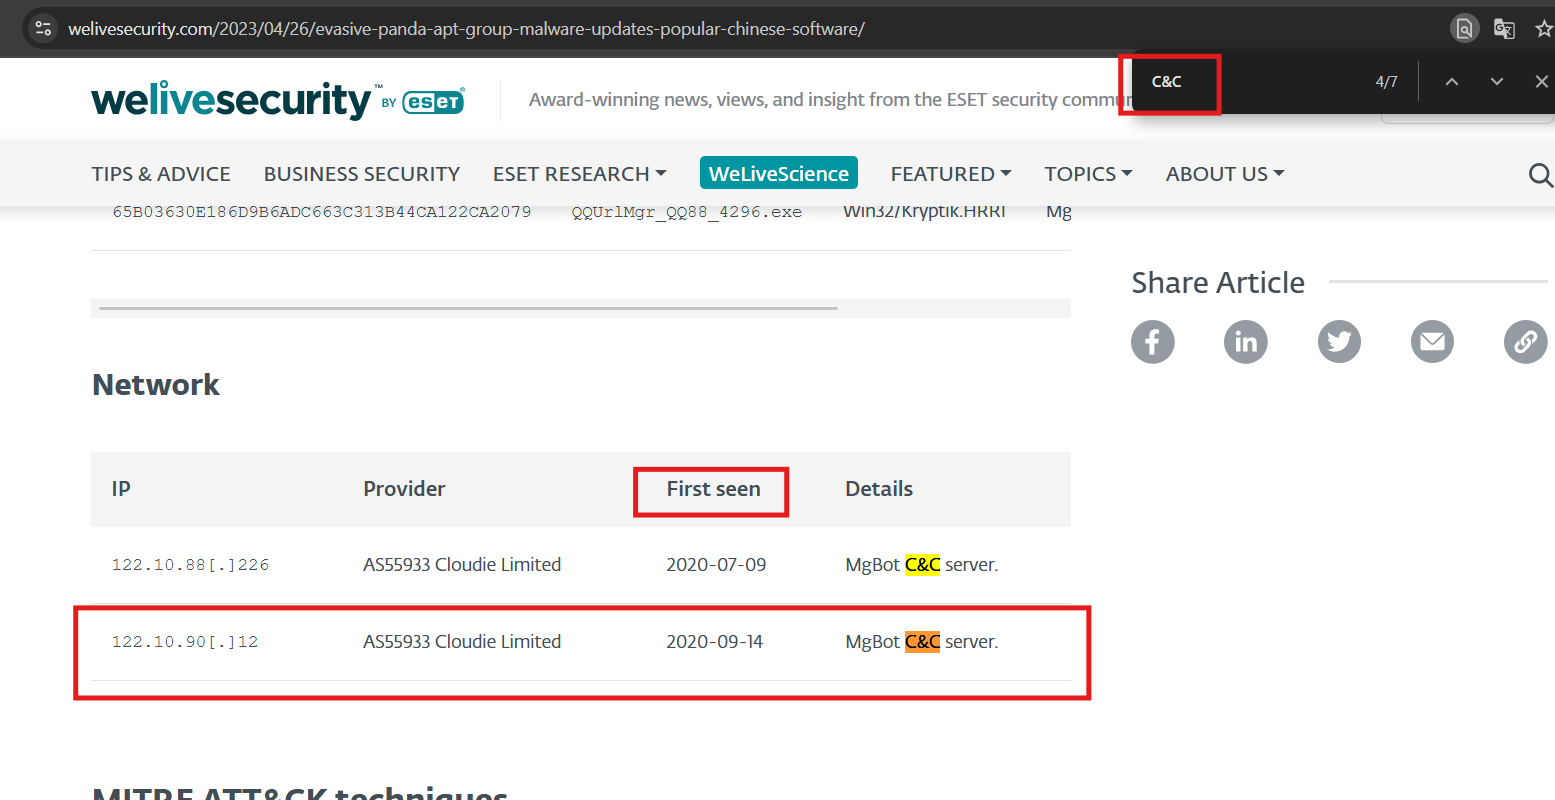 welivesecurity.com/2023/04/26/evasive-panda-apt-group-malware-updates-popular-chinese-software/
C&C 4/7
welivesecurity™ BY eseT® Award-winning news, views, and insight from the ESET security commu
TIPS & ADVICE BUSINESS SECURITY ESET RESEARCH WeLiveScience FEATURED TOPICS ABOUT US
65B03630E186D9B6ADC663C313B44CA122CA2079 QQUrlMgr_QQ88_4296.exe Win32/Kryptik.HRRI Mg
Share Article
Network
IP Provider First seen Details
122.10.88[.]226 AS55933 Cloudie Limited 2020-07-09 MgBot C&C server.
122.10.90[.]12 AS55933 Cloudie Limited 2020-09-14 MgBot C&C server.
MITRE ATT&CK techniques